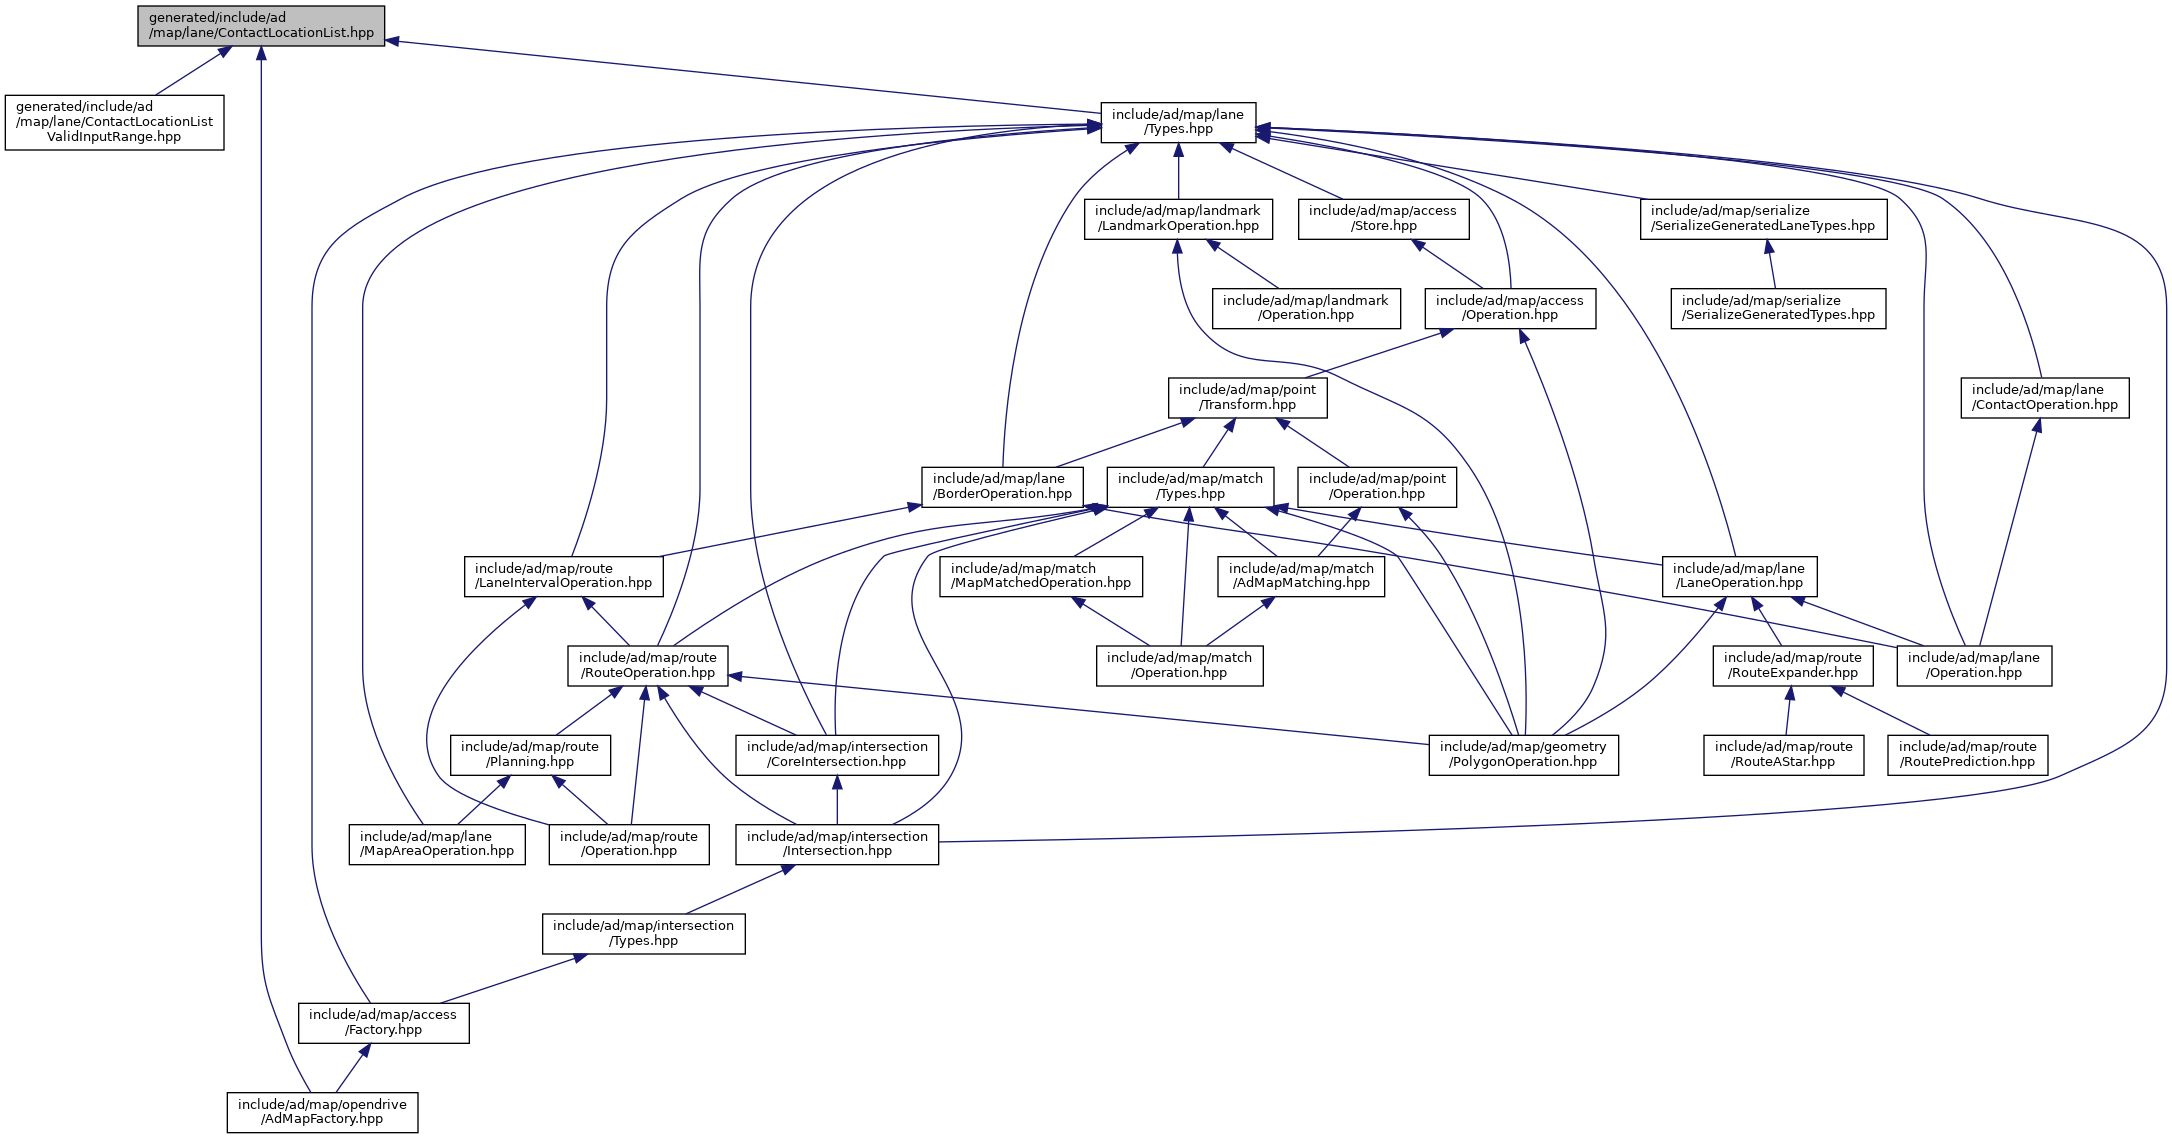 generated/include/ad
/map/lane/ContactLocationList.hpp
generated/include/ad
/map/lane/ContactLocationList
ValidInputRange.hpp
include/ad/map/lane
/Types.hpp
include/ad/map/landmark
/LandmarkOperation.hpp
include/ad/map/access
/Store.hpp
include/ad/map/serialize
/SerializeGeneratedLaneTypes.hpp
include/ad/map/landmark
/Operation.hpp
include/ad/map/access
/Operation.hpp
include/ad/map/serialize
/SerializeGeneratedTypes.hpp
include/ad/map/point
/Transform.hpp
include/ad/map/lane
/ContactOperation.hpp
include/ad/map/lane
/BorderOperation.hpp
include/ad/map/match
/Types.hpp
include/ad/map/point
/Operation.hpp
include/ad/map/route
/LaneIntervalOperation.hpp
include/ad/map/match
/MapMatchedOperation.hpp
include/ad/map/match
/AdMapMatching.hpp
include/ad/map/lane
/LaneOperation.hpp
include/ad/map/route
/RouteOperation.hpp
include/ad/map/match
/Operation.hpp
include/ad/map/route
/RouteExpander.hpp
include/ad/map/lane
/Operation.hpp
include/ad/map/route
/Planning.hpp
include/ad/map/intersection
/CoreIntersection.hpp
include/ad/map/geometry
/PolygonOperation.hpp
include/ad/map/route
/RouteAStar.hpp
include/ad/map/route
/RoutePrediction.hpp
include/ad/map/lane
/MapAreaOperation.hpp
include/ad/map/route
/Operation.hpp
include/ad/map/intersection
/Intersection.hpp
include/ad/map/intersection
/Types.hpp
include/ad/map/access
/Factory.hpp
include/ad/map/opendrive
/AdMapFactory.hpp